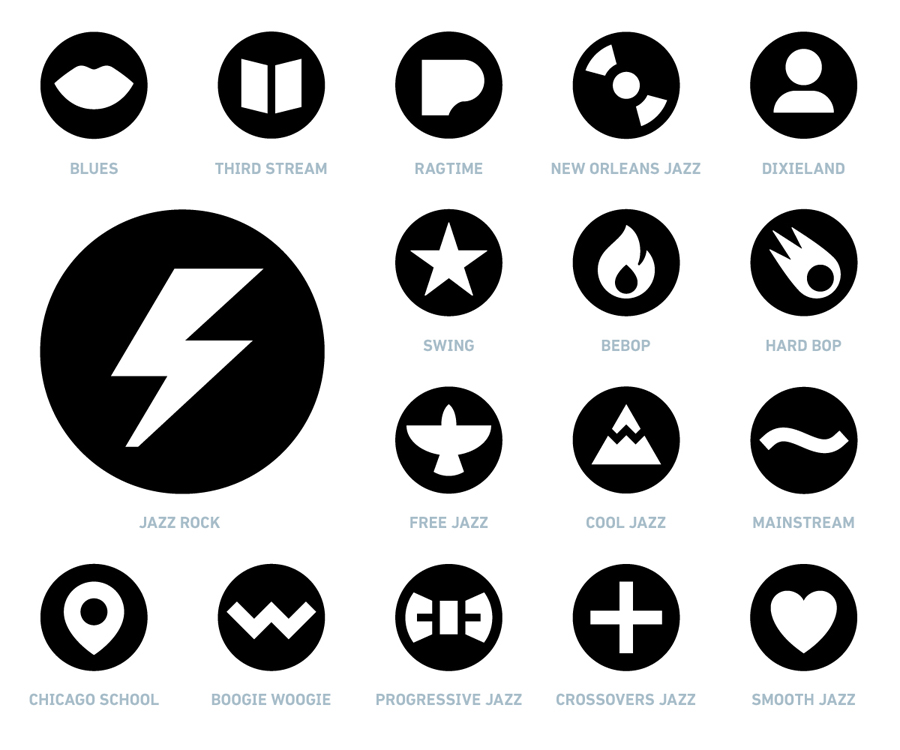 BLUES
THIRD STREAM
RAGTIME
NEW ORLEANS JAZZ
DIXIELAND
SWING
BEBOP
HARD BOP
JAZZ ROCK
FREE JAZZ
COOL JAZZ
MAINSTREAM
CHICAGO SCHOOL
BOOGIE WOOGIE
PROGRESSIVE JAZZ
CROSSOVERS JAZZ
SMOOTH JAZZ